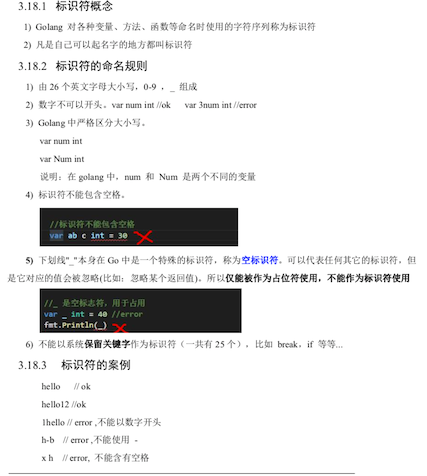 3.18.1 标识符概念
1) Golang 对各种变量、方法、函数等命名时使用的字符序列称为标识符
2) 凡是自己可以起名字的地方都叫标识符
3.18.2 标识符的命名规则
1) 由 26 个英文字母大小写，0-9 ，_ 组成
2) 数字不可以开头。var num int //ok var 3num int //error
3) Golang 中严格区分大小写。
var num int
var Num int
说明：在 golang 中，num 和 Num 是两个不同的变量
4) 标识符不能包含空格。
//标识符不能包含空格
var ab c int = 30
5) 下划线"_"本身在 Go 中是一个特殊的标识符，称为空标识符。可以代表任何其它的标识符，但
是它对应的值会被忽略(比如：忽略某个返回值)。所以仅能被作为占位符使用，不能作为标识符使用
//_ 是空标志符，用于占用
var _ int = 40 //error
fmt.Println(_)
6) 不能以系统保留关键字作为标识符（一共有 25 个），比如 break，if 等等...
3.18.3 标识符的案例
hello // ok
hello12 //ok
1hello // error ,不能以数字开头
h-b // error ,不能使用 -
x h // error, 不能含有空格